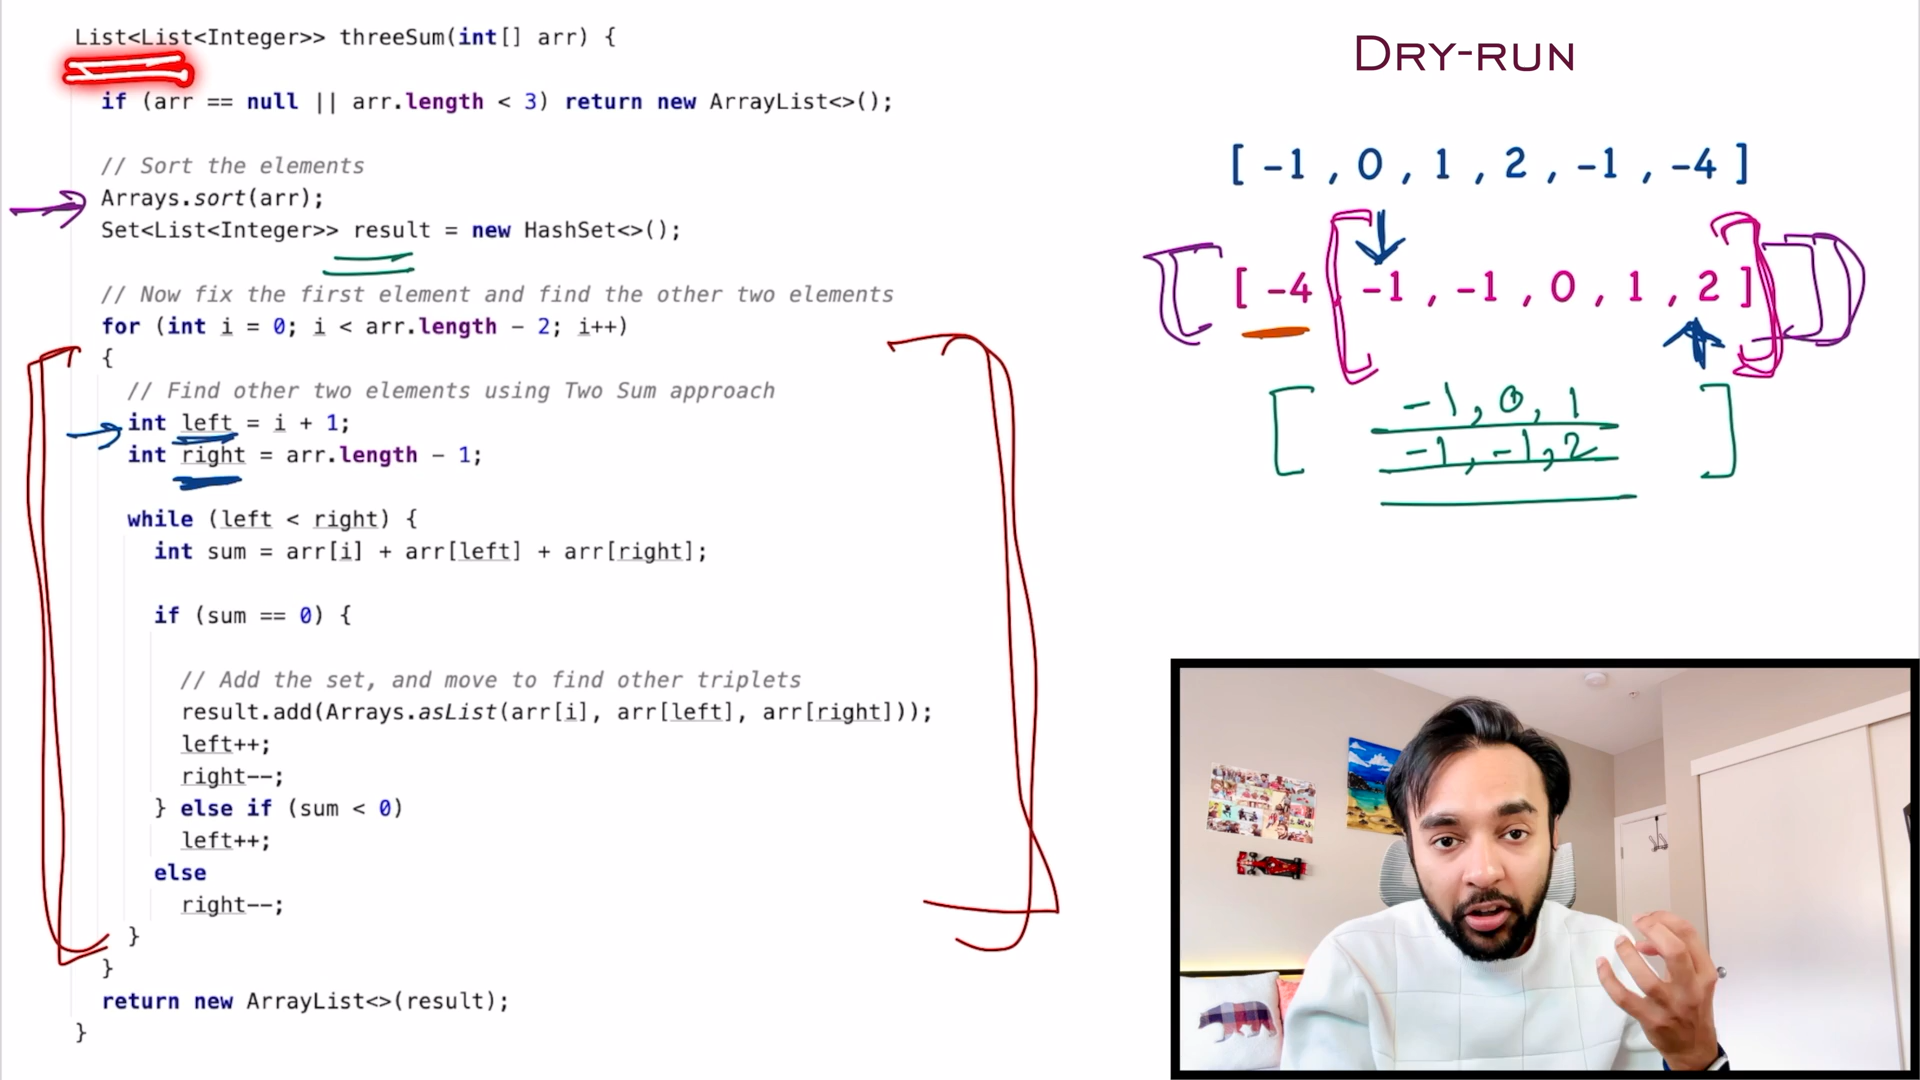 List<List<Integer>> threeSum(int[] arr) {
if (arr == null || arr.length < 3) return new ArrayList<>();
// Sort the elements
Arrays.sort(arr);
Set<List<Integer>> result = new HashSet<>();
// Now fix the first element and find the other two elements
for (int i = 0; i < arr.length - 2; i++)
{
// Find other two elements using Two Sum approach
int left = i + 1;
int right = arr.length - 1;
while (left < right) {
int sum = arr[i] + arr[left] + arr[right];
if (sum == 0) {
// Add the set, and move to find other triplets
result.add(Arrays.asList(arr[i], arr[left], arr[right]));
left++;
right--;
} else if (sum < 0)
left++;
else
right--;
}
}
return new ArrayList<>(result);
}
DRY-RUN
[ -1 , 0 , 1 , 2 , -1 , -4 ]
[ -4 , -1 , -1 , 0 , 1 , 2 ]
[ -1, 0, 1
-1, -1, 2 ]